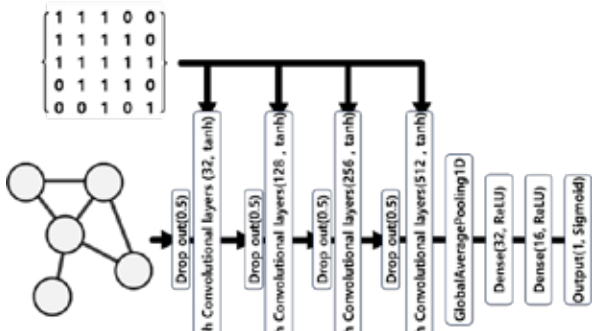 1 1 1 0 0
1 1 1 1 0
1 1 1 1 1
0 1 1 1 0
0 0 1 0 1
Drop out(0.5)
h Convolutional layers (32, tanh)
Drop out(0.5)
h Convolutional layers(128 , tanh)
Drop out(0.5)
h Convolutional layers(256 , tanh)
Drop out(0.5)
h Convolutional layers(512 , tanh)
GlobalAveragePooling1D
Dense(32, ReLU)
Dense(16, ReLU)
Output(1, Sigmoid)